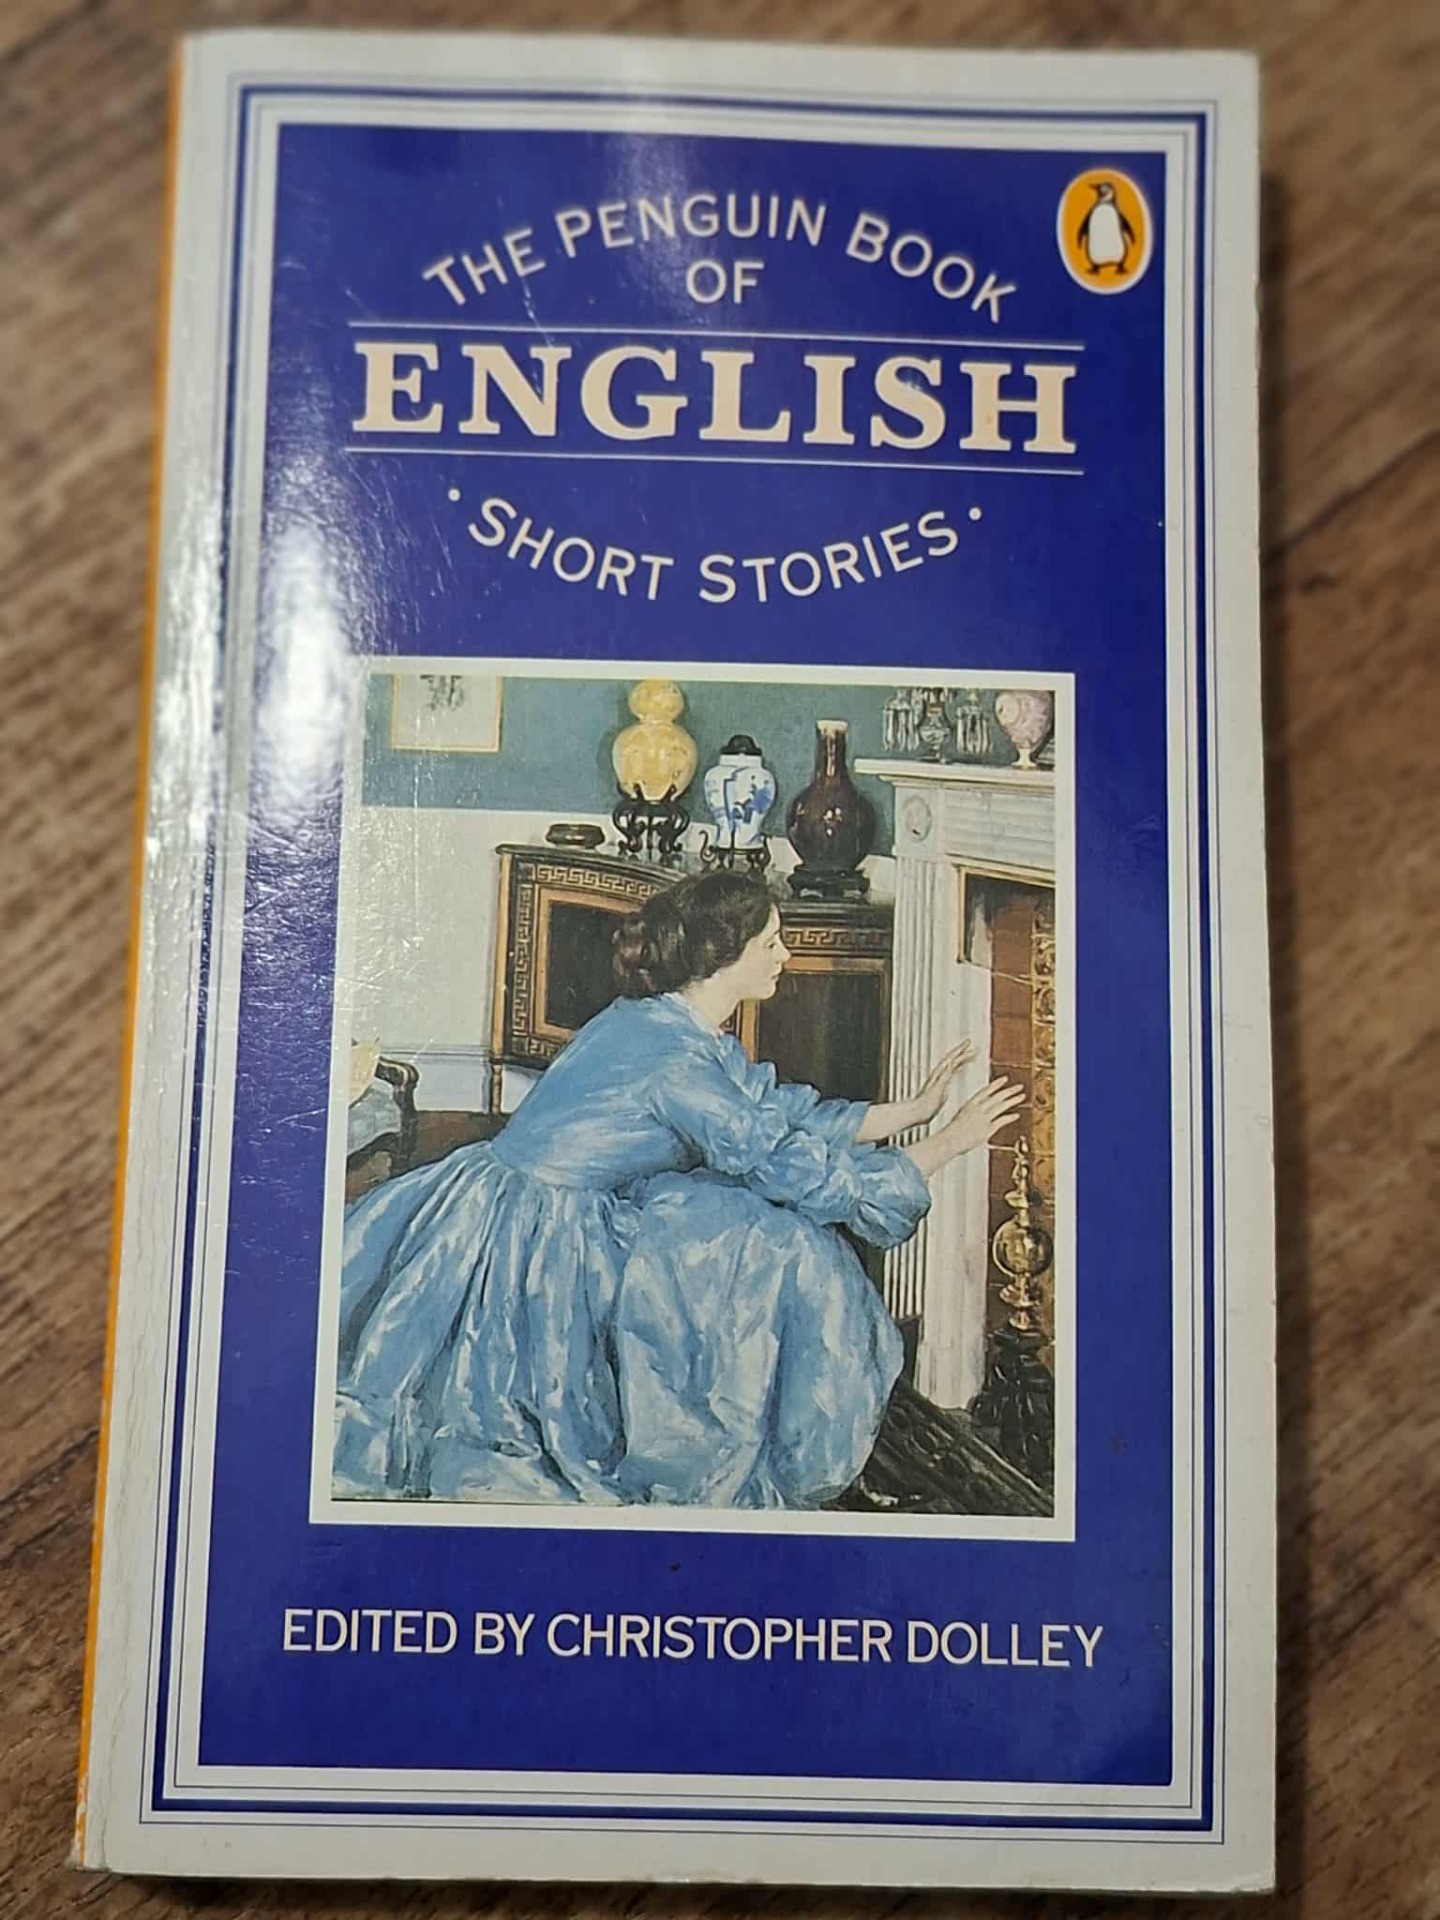 THE PENGUIN BOOK
OF
ENGLISH
• SHORT STORIES •
EDITED BY CHRISTOPHER DOLLEY